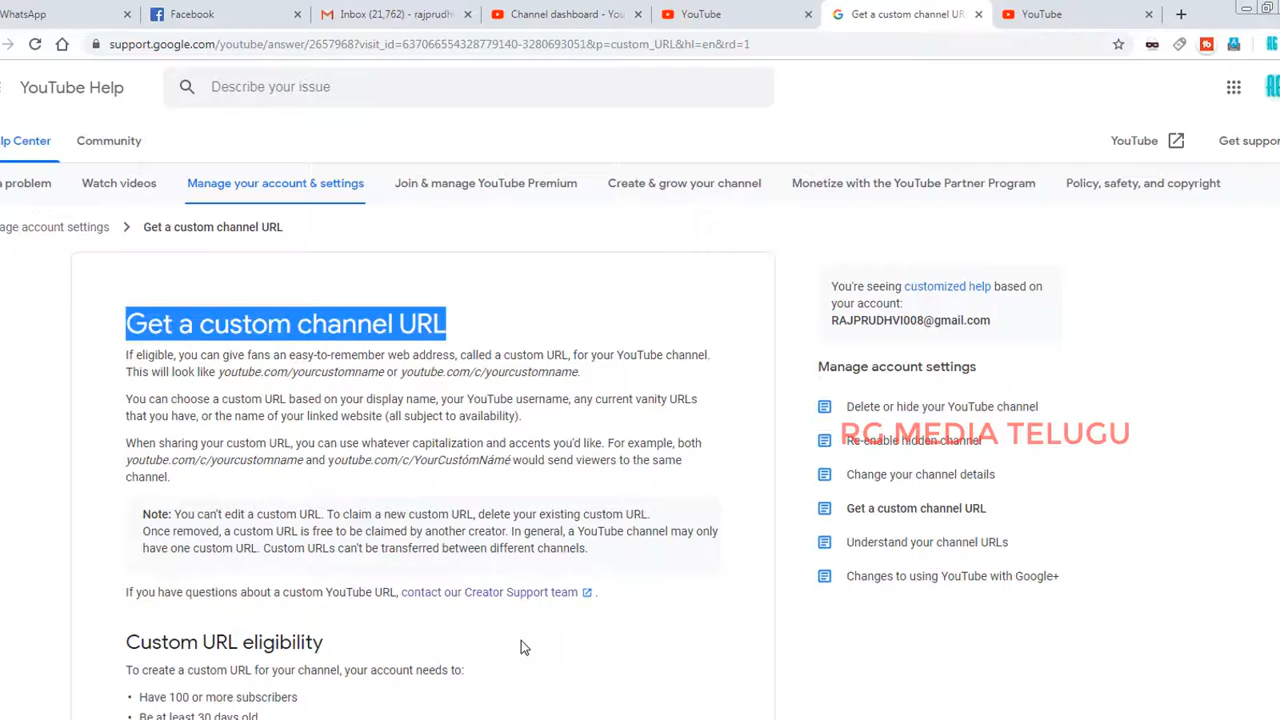 WhatsApp
Facebook
Inbox (21,762) - rajprudhv
Channel dashboard - You
YouTube
Get a custom channel URL
YouTube
support.google.com/youtube/answer/2657968?visit_id=637066554328779140-3280693051&p=custom_URL&hl=en&rd=1
YouTube Help
Describe your issue
lp Center
Community
YouTube
Get suppor
a problem
Watch videos
Manage your account & settings
Join & manage YouTube Premium
Create & grow your channel
Monetize with the YouTube Partner Program
Policy, safety, and copyright
age account settings
Get a custom channel URL
Get a custom channel URL
If eligible, you can give fans an easy-to-remember web address, called a custom URL, for your YouTube channel.
This will look like youtube.com/yourcustomname or youtube.com/c/yourcustomname.
You can choose a custom URL based on your display name, your YouTube username, any current vanity URLs
that you have, or the name of your linked website (all subject to availability).
When sharing your custom URL, you can use whatever capitalization and accents you'd like. For example, both
youtube.com/c/yourcustomname and youtube.com/c/YourCustómNámé would send viewers to the same
channel.
Note: You can't edit a custom URL. To claim a new custom URL, delete your existing custom URL.
Once removed, a custom URL is free to be claimed by another creator. In general, a YouTube channel may only
have one custom URL. Custom URLs can't be transferred between different channels.
If you have questions about a custom YouTube URL, contact our Creator Support team .
Custom URL eligibility
To create a custom URL for your channel, your account needs to:
• Have 100 or more subscribers
• Be at least 30 days old
You're seeing customized help based on
your account:
RAJPRUDHVI008@gmail.com
Manage account settings
Delete or hide your YouTube channel
RG MEDIA TELUGU
Re-enable hidden channel
Change your channel details
Get a custom channel URL
Understand your channel URLs
Changes to using YouTube with Google+